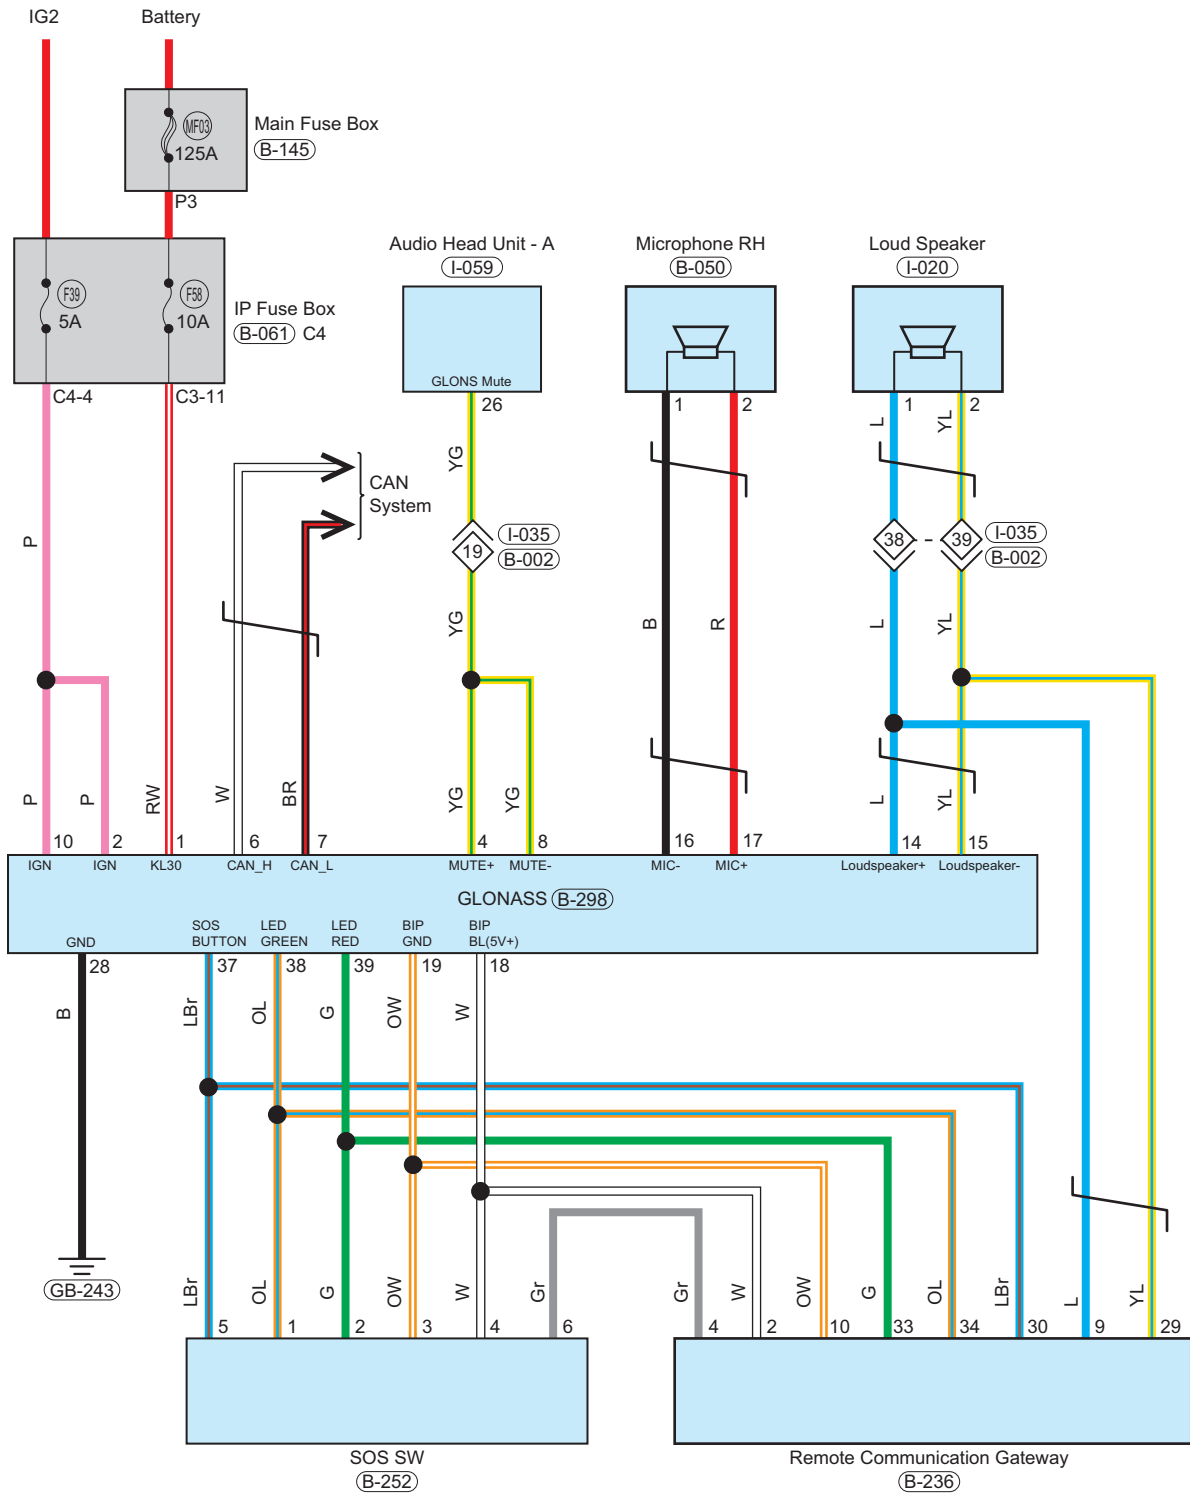 IG2
Battery
MF03
125A
Main Fuse Box
B-145
P3
F39
5A
F58
10A
IP Fuse Box
B-061 C4
C4-4
C3-11
Audio Head Unit - A
I-059
GLONS Mute
26
Microphone RH
B-050
1
2
Loud Speaker
I-020
1
2
L
YL
YG
CAN
System
19
I-035
B-002
38
39
I-035
B-002
P
YG
B
R
L
YL
P
P
RW
W
BR
YG
YG
L
YL
10
2
1
6
7
4
8
16
17
14
15
IGN
IGN
KL30
CAN_H
CAN_L
MUTE+
MUTE-
MIC-
MIC+
Loudspeaker+
Loudspeaker-
GLONASS B-298
GND
SOS
BUTTON
LED
GREEN
LED
RED
BIP
GND
BIP
BL(5V+)
28
37
38
39
19
18
B
LBr
OL
G
OW
W
GB-243
LBr
OL
G
OW
W
Gr
Gr
W
OW
G
OL
LBr
L
YL
5
1
2
3
4
6
4
2
10
33
34
30
9
29
SOS SW
B-252
Remote Communication Gateway
B-236